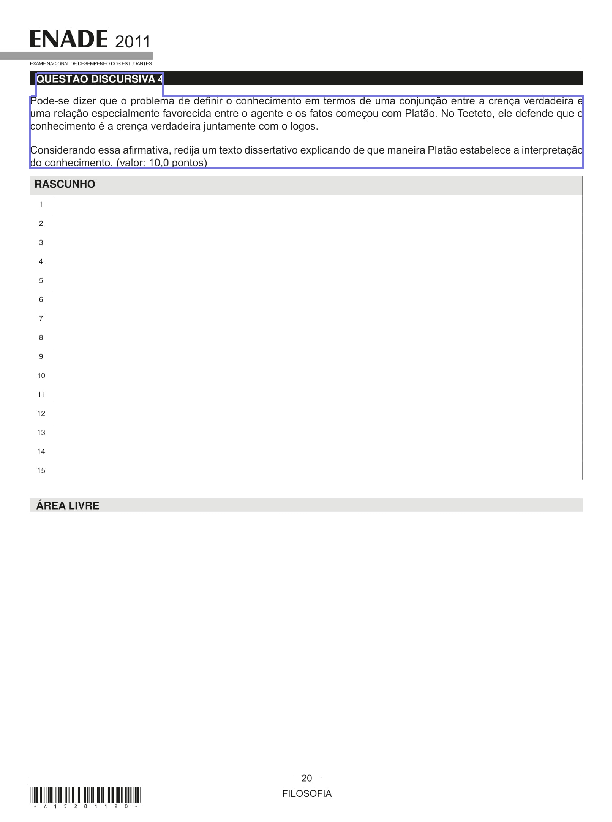 ENADE 2011
EXAME NACIONAL DE DESEMPENHO DOS ESTUDANTES
QUESTÃO DISCURSIVA 4
Pode-se dizer que o problema de definir o conhecimento em termos de uma conjunção entre a crença verdadeira e
uma relação especialmente favorecida entre o agente e os fatos começou com Platão. No Teeteto, ele defende que o
conhecimento é a crença verdadeira juntamente com o logos.
Considerando essa afirmativa, redija um texto dissertativo explicando de que maneira Platão estabelece a interpretação
do conhecimento. (valor: 10,0 pontos)
RASCUNHO
1
2
3
4
5
6
7
8
9
10
11
12
13
14
15
ÁREA LIVRE
20
FILOSOFIA